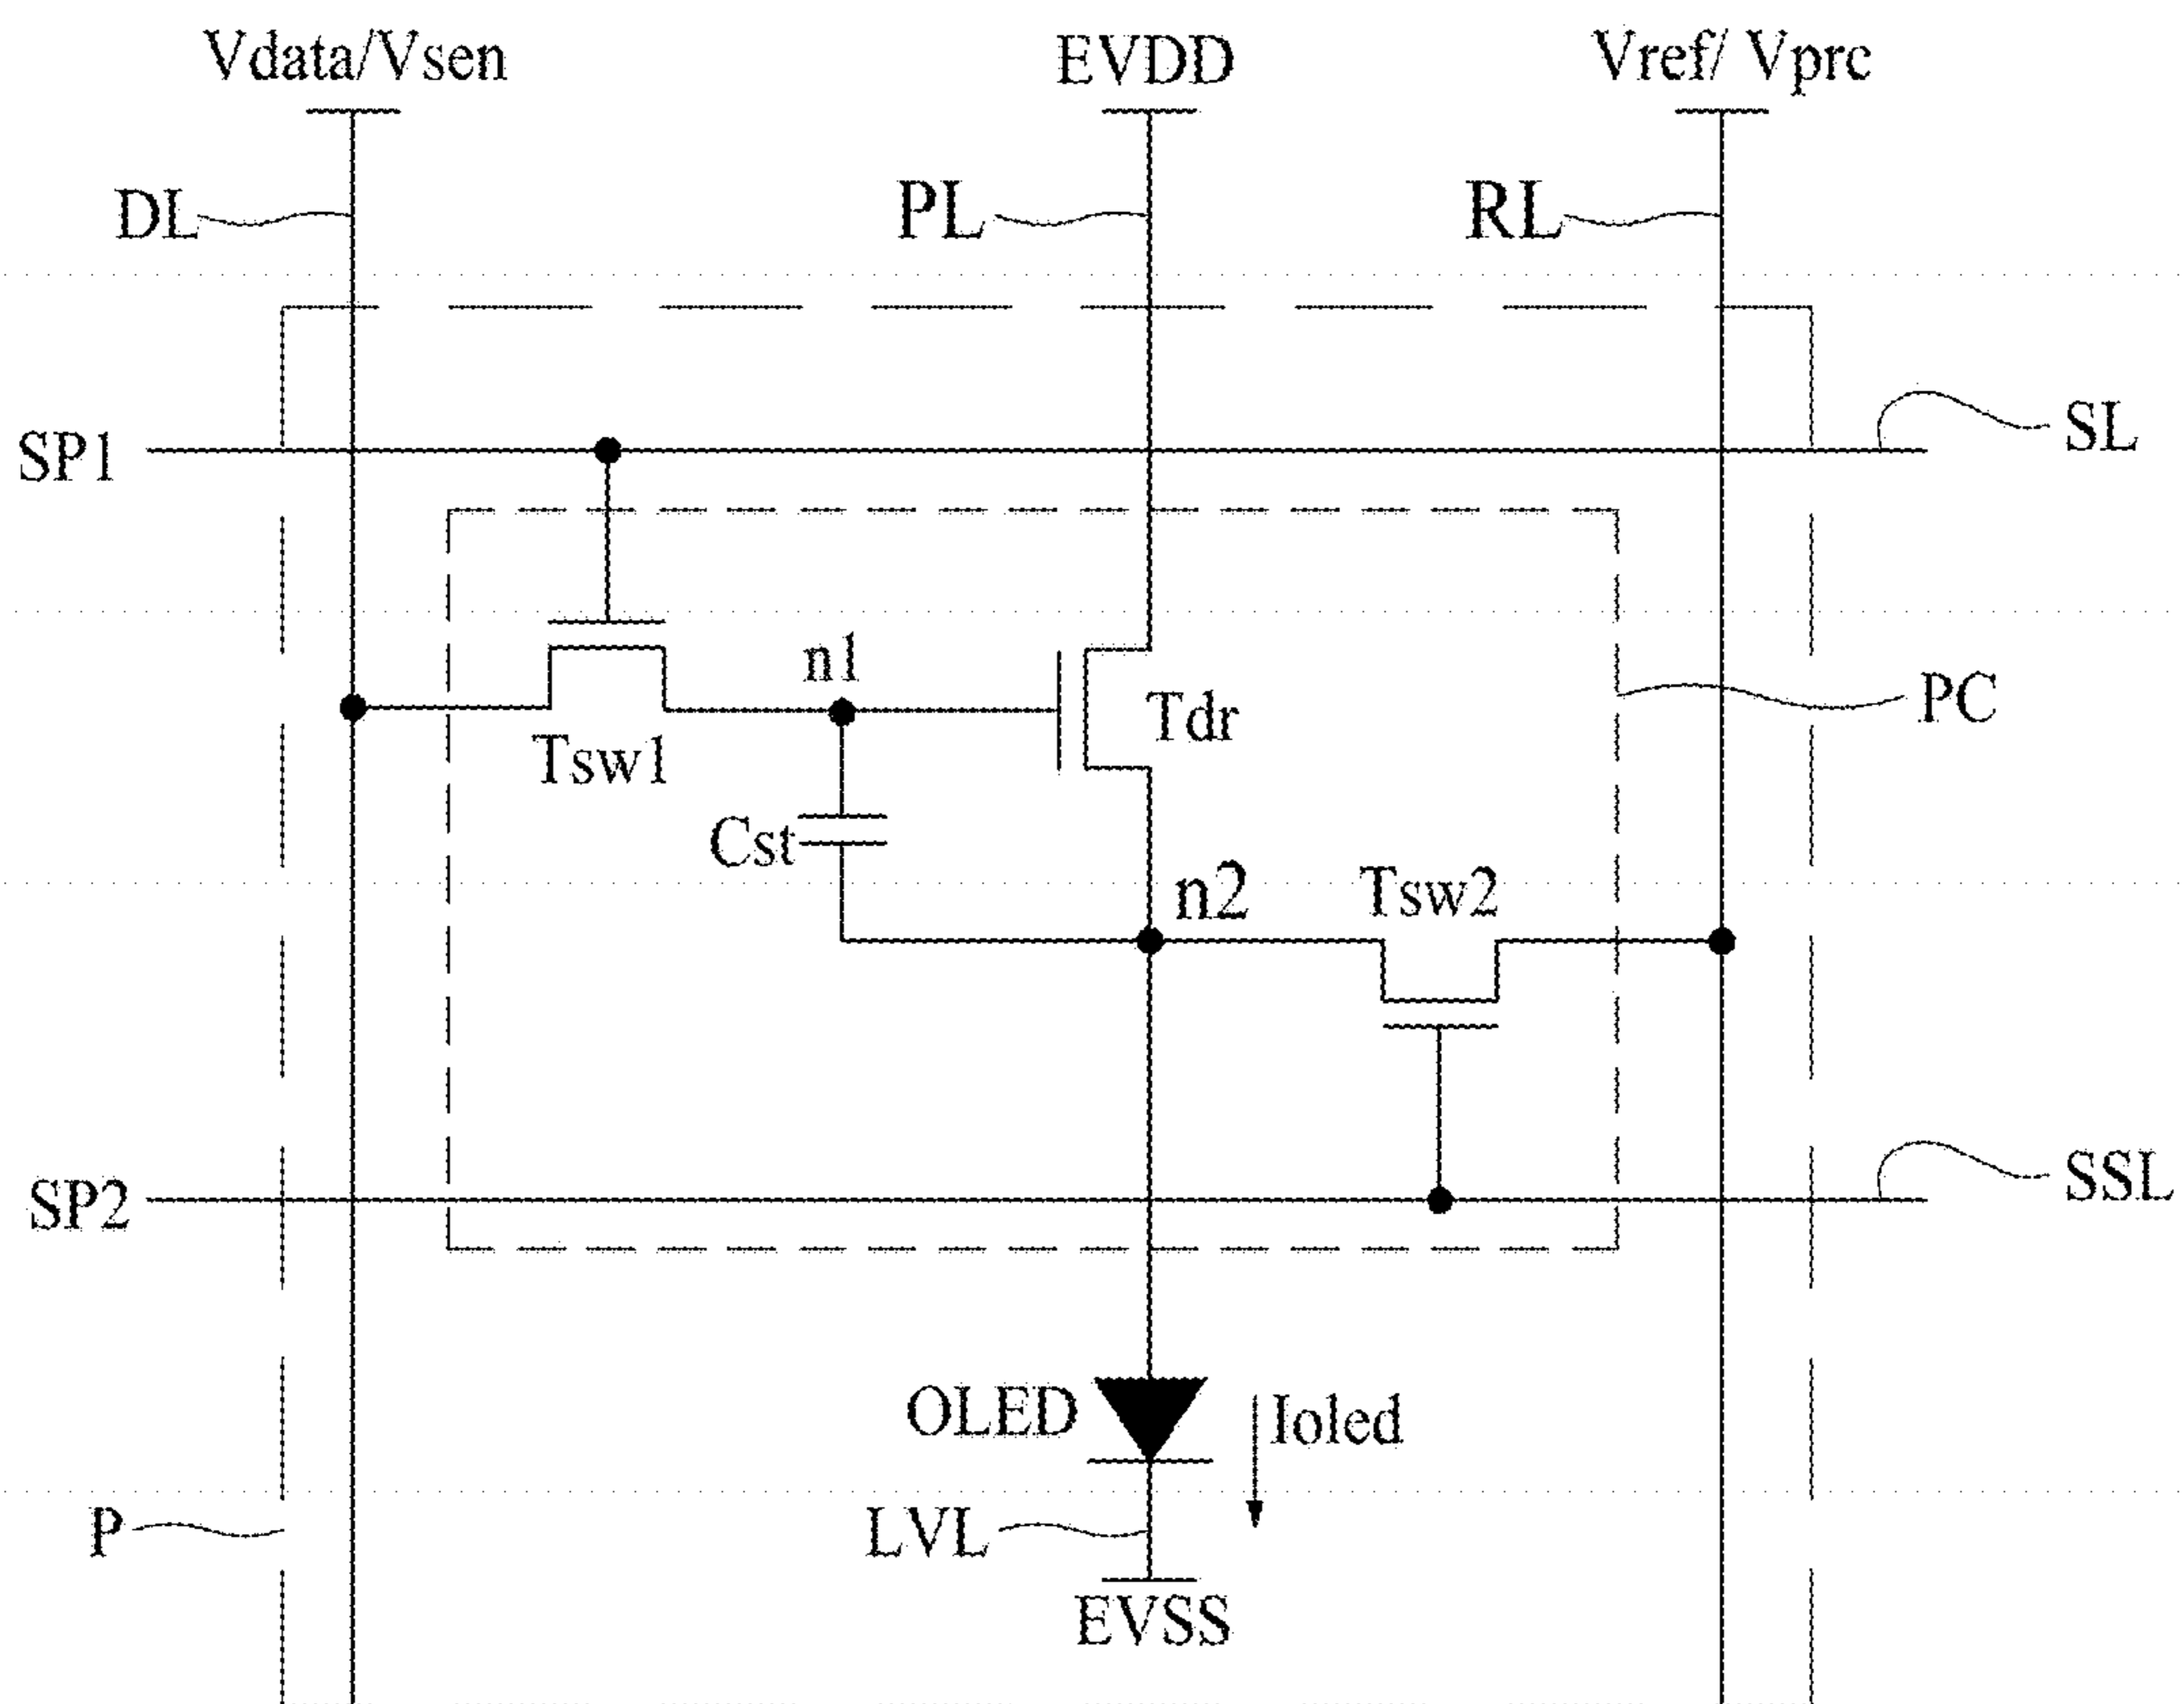 Vdata/Vsen
EVDD
Vref/ Vprc
DL
PL
RL
SP1
SL
n1
Tdr
PC
Tsw1
Cst
n2
Tsw2
SP2
SSL
OLED
Ioled
P
LVL
EVSS